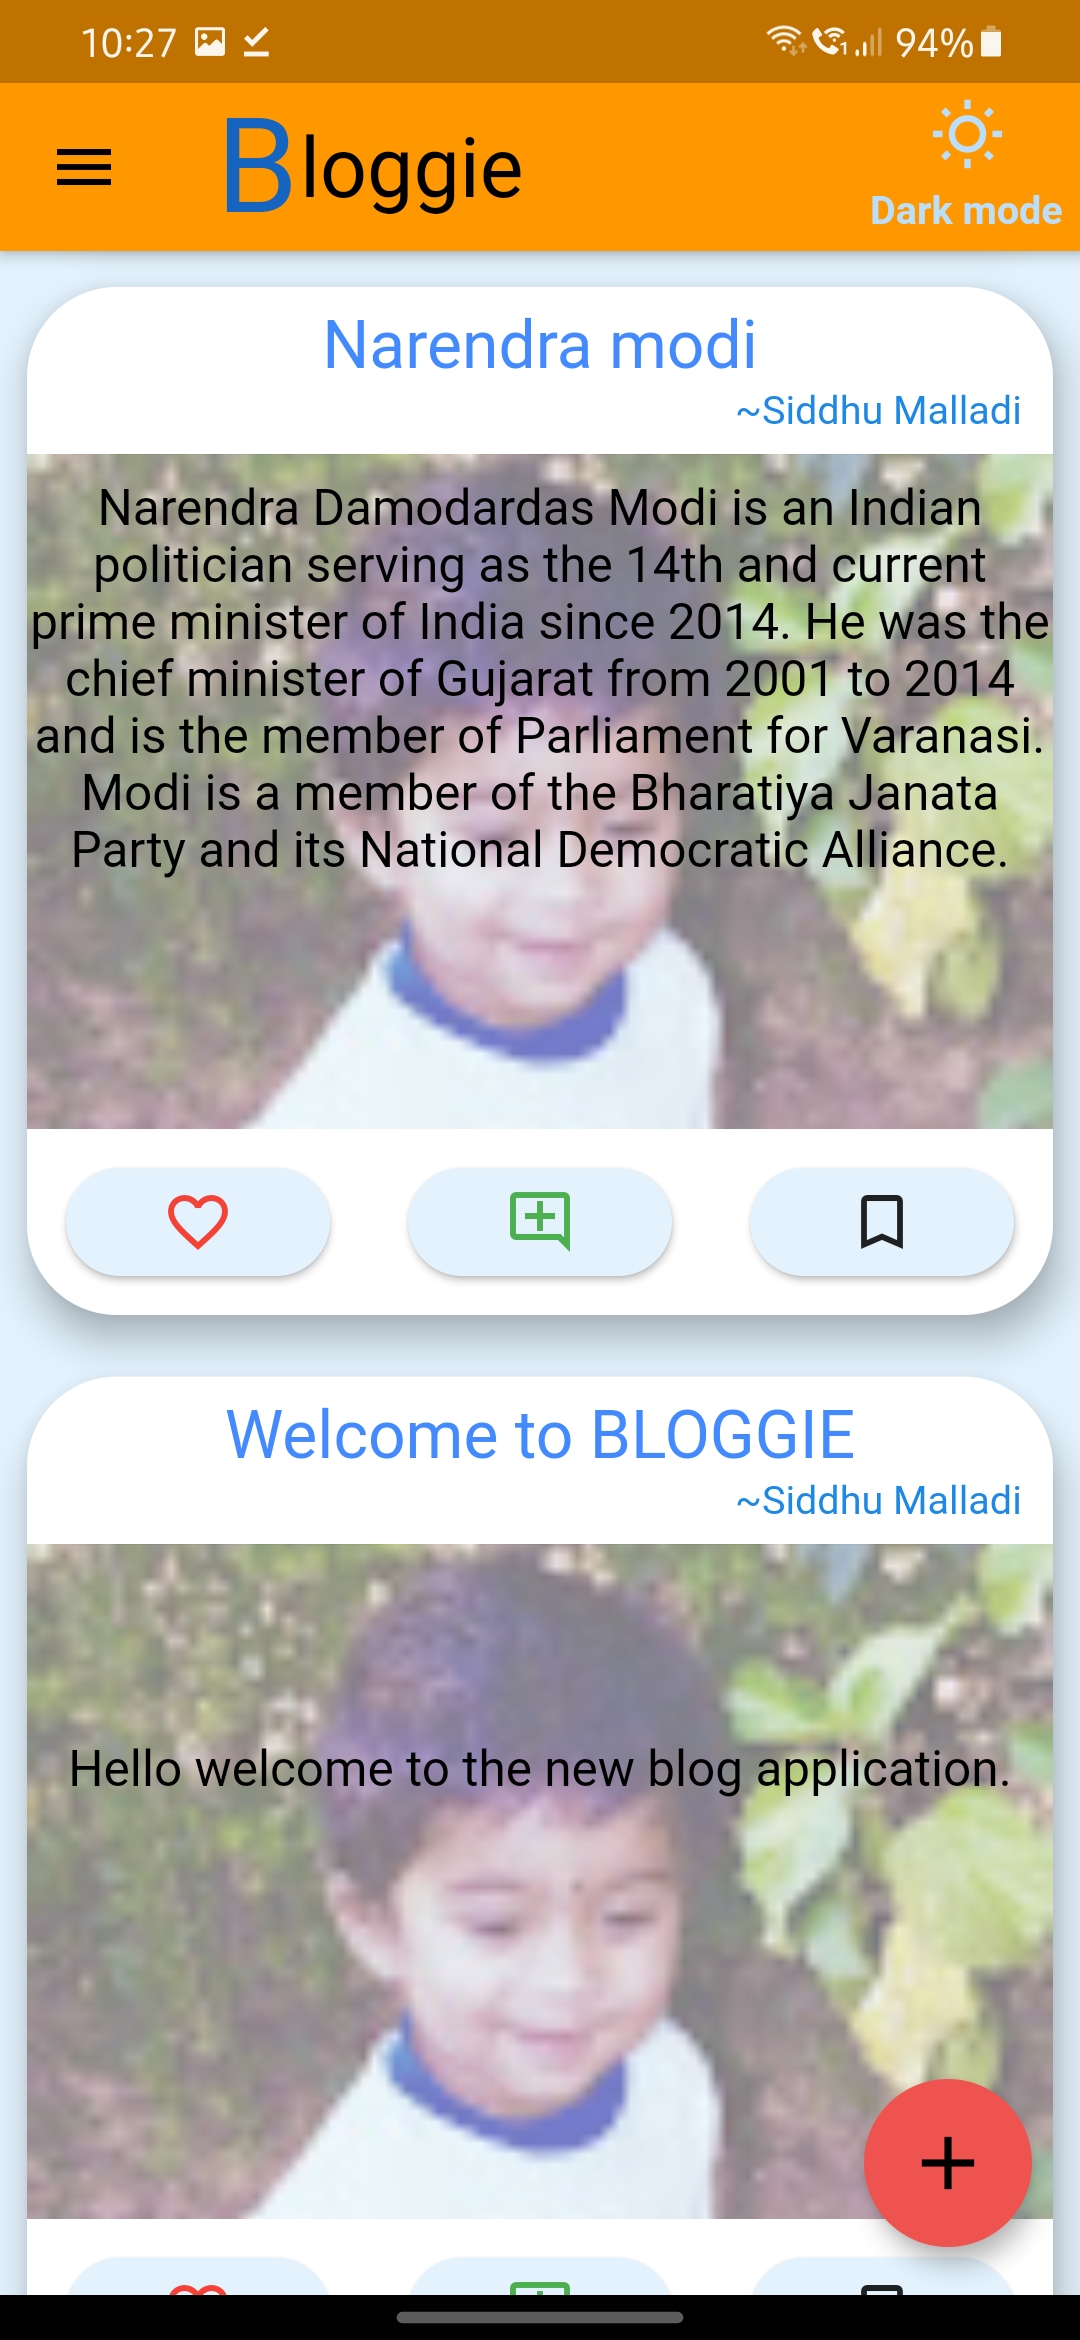 10:27 94%
Bloggie
Dark mode
Narendra modi
~Siddhu Malladi
Narendra Damodardas Modi is an Indian
politician serving as the 14th and current
prime minister of India since 2014. He was the
chief minister of Gujarat from 2001 to 2014
and is the member of Parliament for Varanasi.
Modi is a member of the Bharatiya Janata
Party and its National Democratic Alliance.
Welcome to BLOGGIE
~Siddhu Malladi
Hello welcome to the new blog application.